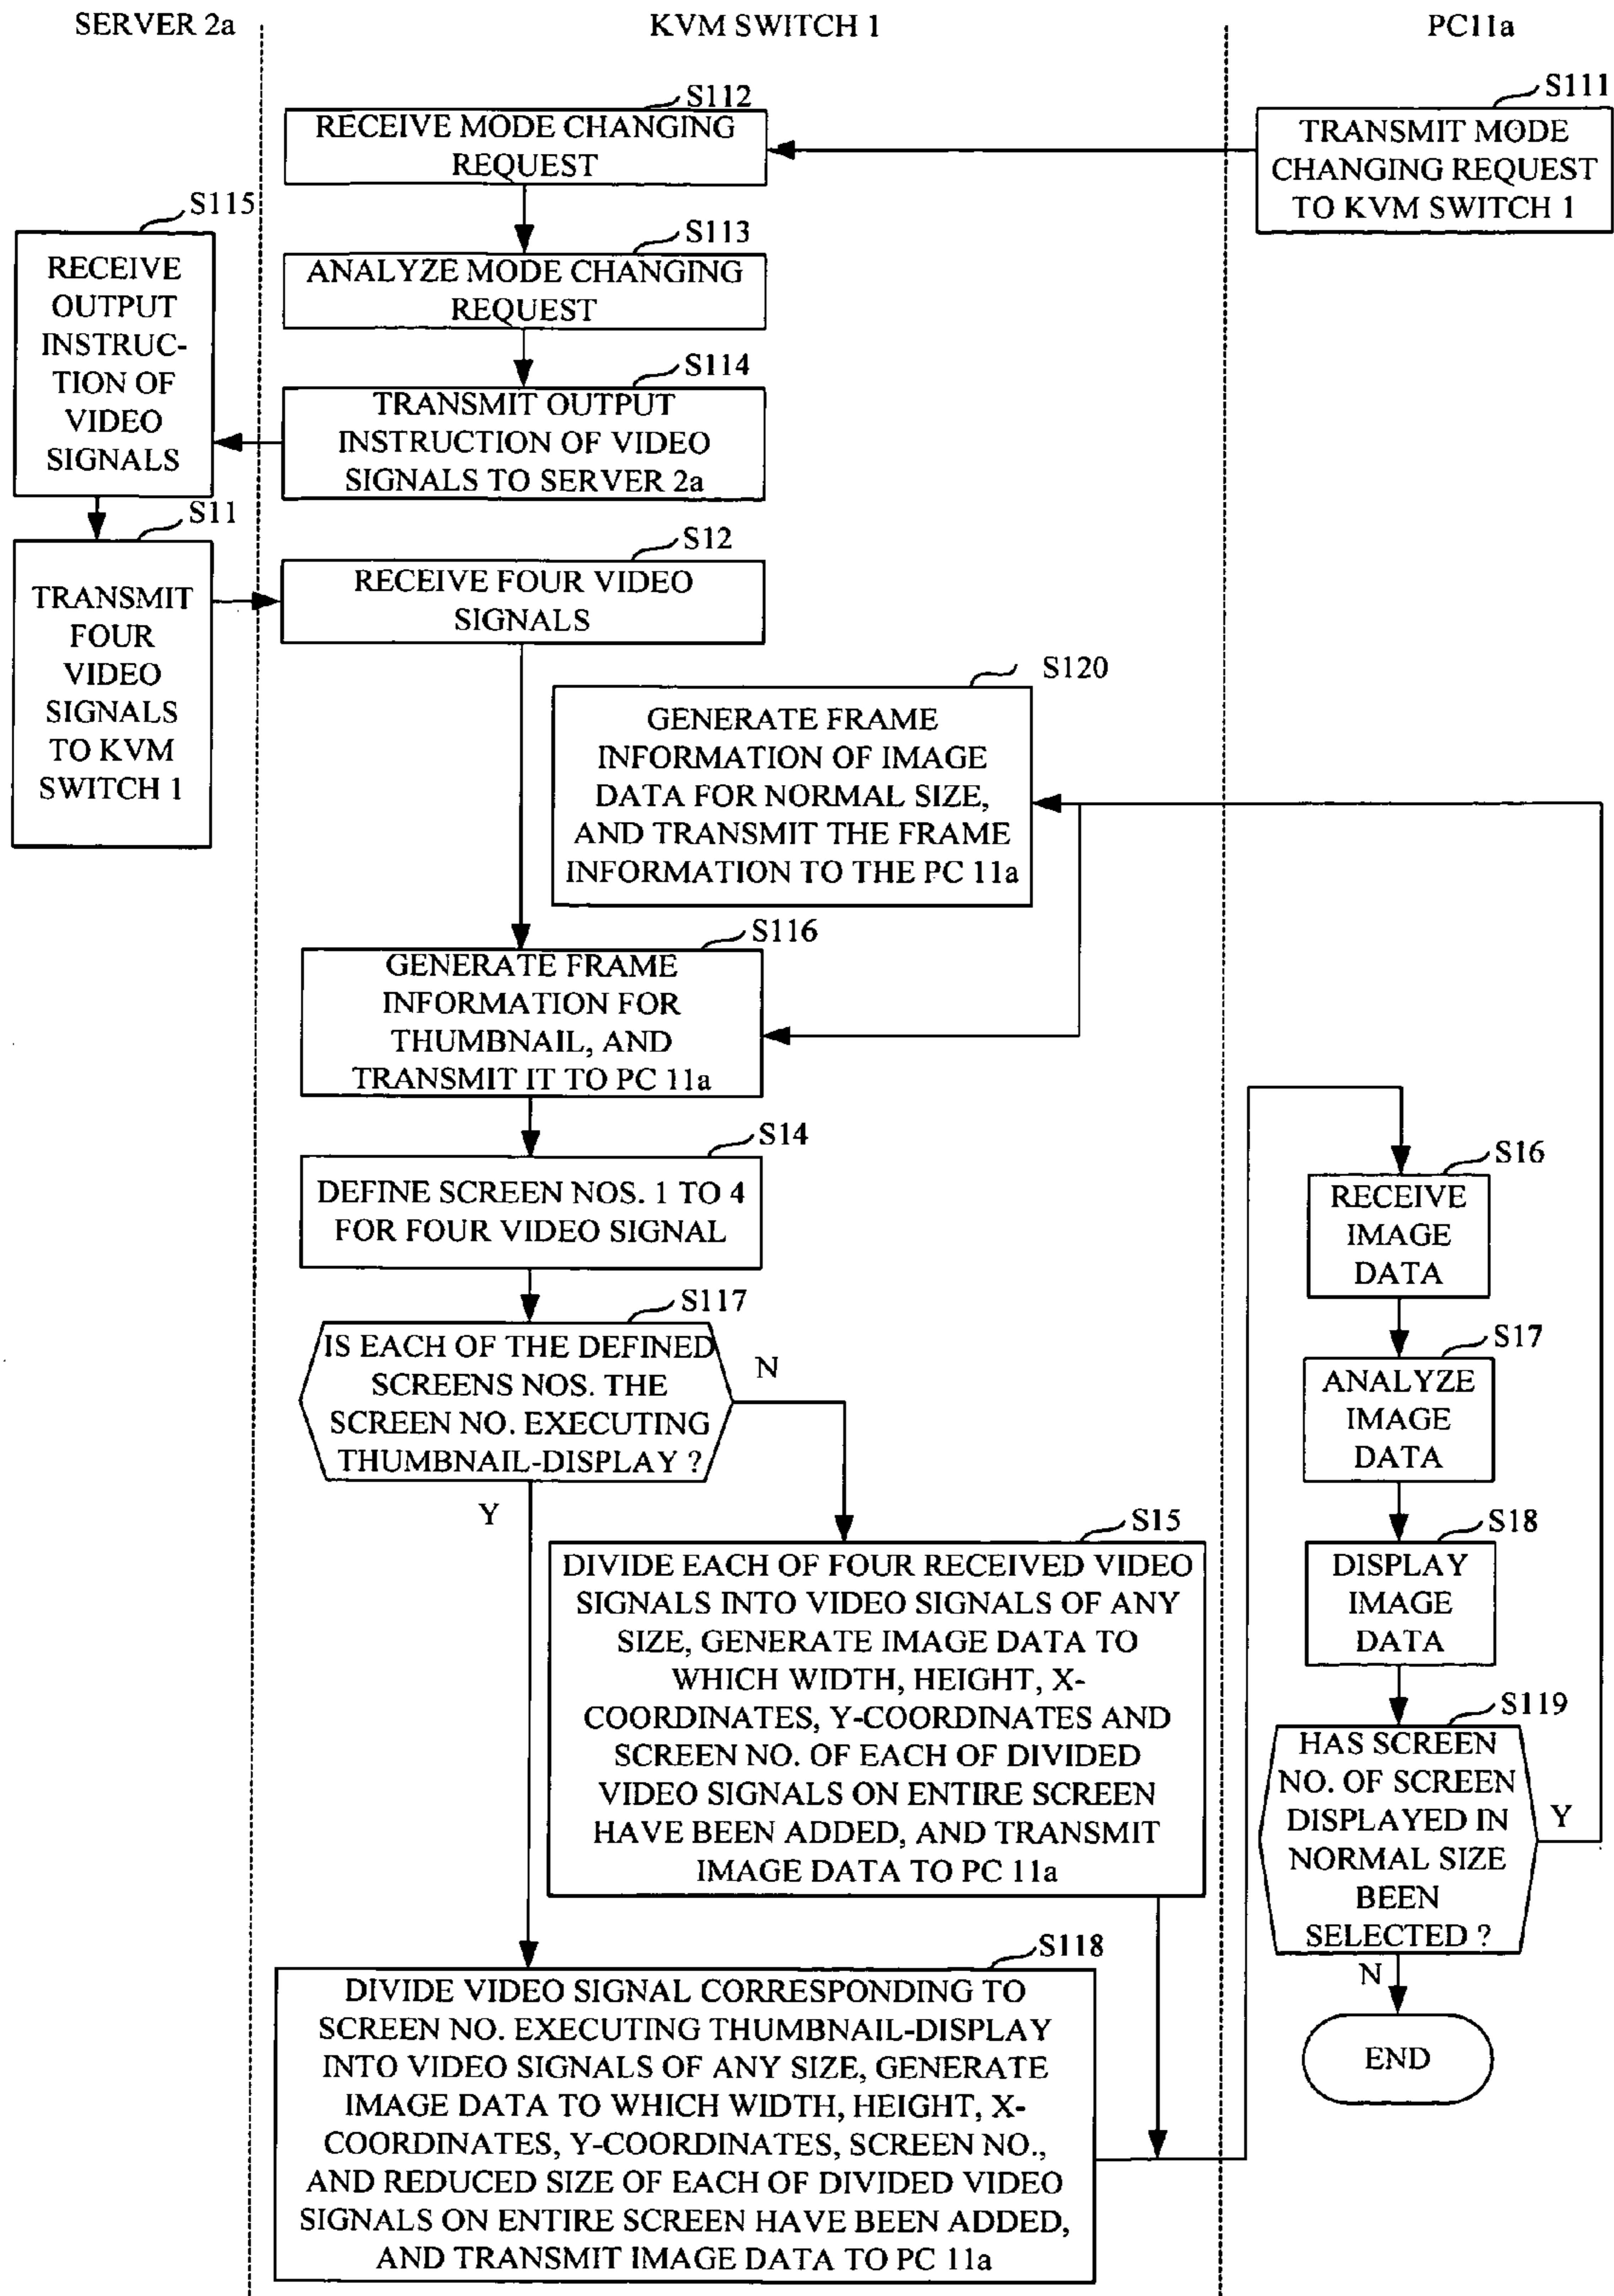 SERVER 2a
KVM SWITCH 1
PC11a
S111
TRANSMIT MODE
CHANGING REQUEST
TO KVM SWITCH 1
S112
RECEIVE MODE CHANGING
REQUEST
S113
ANALYZE MODE CHANGING
REQUEST
S114
TRANSMIT OUTPUT
INSTRUCTION OF VIDEO
SIGNALS TO SERVER 2a
S115
RECEIVE
OUTPUT
INSTRUC-
TION OF
VIDEO
SIGNALS
S11
TRANSMIT
FOUR
VIDEO
SIGNALS
TO KVM
SWITCH 1
S12
RECEIVE FOUR VIDEO
SIGNALS
S120
GENERATE FRAME
INFORMATION OF IMAGE
DATA FOR NORMAL SIZE,
AND TRANSMIT THE FRAME
INFORMATION TO THE PC 11a
S116
GENERATE FRAME
INFORMATION FOR
THUMBNAIL, AND
TRANSMIT IT TO PC 11a
S14
DEFINE SCREEN NOS. 1 TO 4
FOR FOUR VIDEO SIGNAL
S117
IS EACH OF THE DEFINED
SCREENS NOS. THE
SCREEN NO. EXECUTING
THUMBNAIL-DISPLAY ?
N
Y
S15
DIVIDE EACH OF FOUR RECEIVED VIDEO
SIGNALS INTO VIDEO SIGNALS OF ANY
SIZE, GENERATE IMAGE DATA TO
WHICH WIDTH, HEIGHT, X-
COORDINATES, Y-COORDINATES AND
SCREEN NO. OF EACH OF DIVIDED
VIDEO SIGNALS ON ENTIRE SCREEN
HAVE BEEN ADDED, AND TRANSMIT
IMAGE DATA TO PC 11a
S118
DIVIDE VIDEO SIGNAL CORRESPONDING TO
SCREEN NO. EXECUTING THUMBNAIL-DISPLAY
INTO VIDEO SIGNALS OF ANY SIZE, GENERATE
IMAGE DATA TO WHICH WIDTH, HEIGHT, X-
COORDINATES, Y-COORDINATES, SCREEN NO.,
AND REDUCED SIZE OF EACH OF DIVIDED VIDEO
SIGNALS ON ENTIRE SCREEN HAVE BEEN ADDED,
AND TRANSMIT IMAGE DATA TO PC 11a
S16
RECEIVE
IMAGE
DATA
S17
ANALYZE
IMAGE
DATA
S18
DISPLAY
IMAGE
DATA
S119
HAS SCREEN
NO. OF SCREEN
DISPLAYED IN
NORMAL SIZE
BEEN
SELECTED ?
Y
N
END